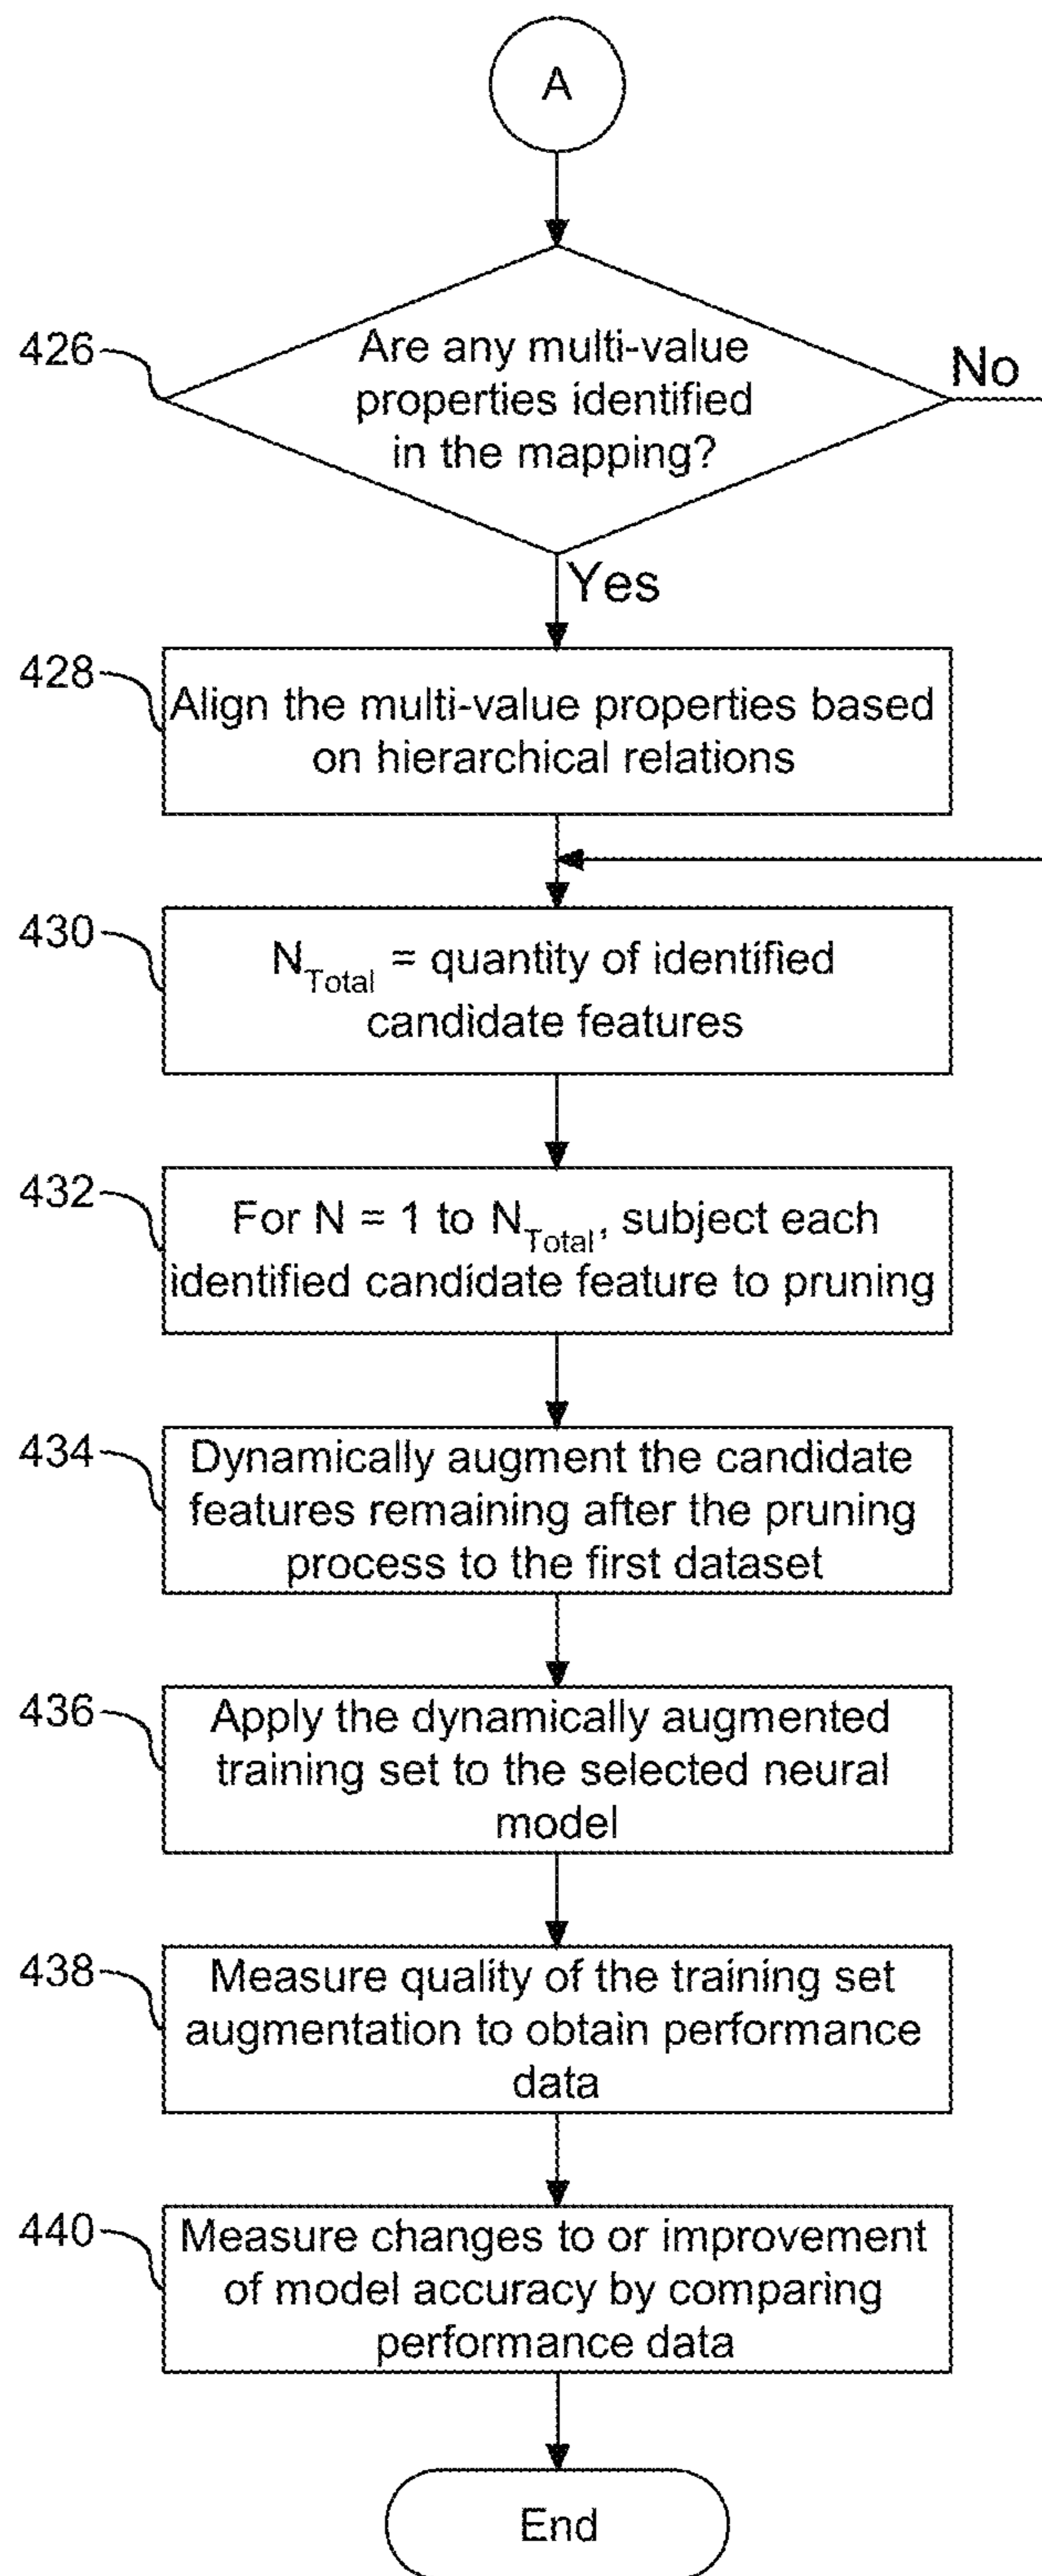 A
426
Are any multi-value
properties identified
in the mapping?
No
Yes
428
Align the multi-value properties based
on hierarchical relations
430
N_Total = quantity of identified
candidate features
432
For N = 1 to N_Total, subject each
identified candidate feature to pruning
434
Dynamically augment the candidate
features remaining after the pruning
process to the first dataset
436
Apply the dynamically augmented
training set to the selected neural
model
438
Measure quality of the training set
augmentation to obtain performance
data
440
Measure changes to or improvement
of model accuracy by comparing
performance data
End